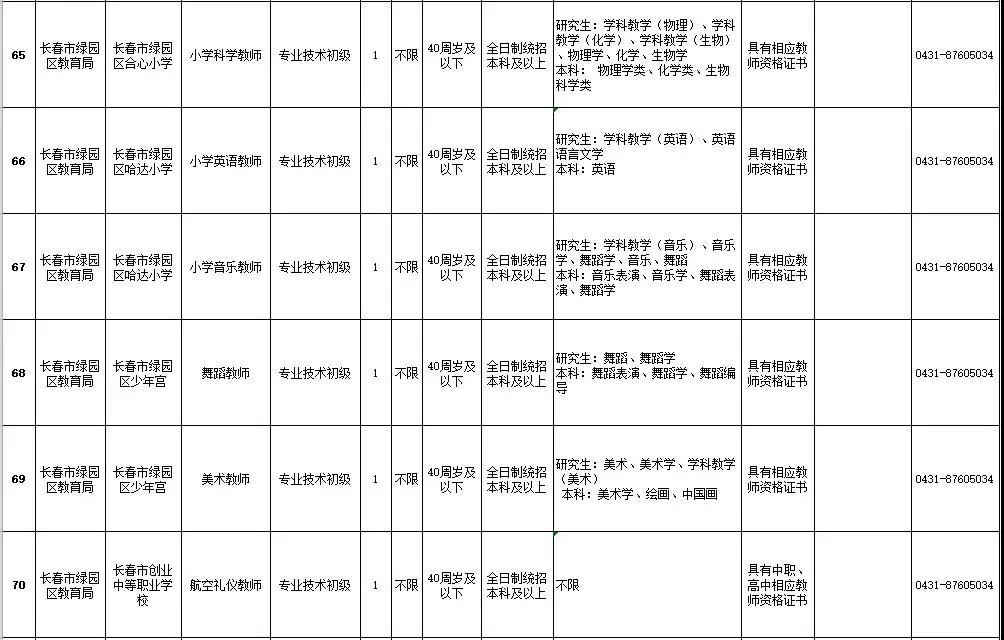 65
长春市绿园
区教育局
长春市绿园
区合心小学
小学科学教师
专业技术初级
1
不限
40周岁及
以下
全日制统招
本科及以上
研究生：学科教学（物理）、学科
教学（化学）、学科教学（生物）
、物理学、化学、生物学
本科： 物理学类、化学类、生物
科学类
具有相应教
师资格证书
0431-87605034
66
长春市绿园
区教育局
长春市绿园
区哈达小学
小学英语教师
专业技术初级
1
不限
40周岁及
以下
全日制统招
本科及以上
研究生：学科教学（英语）、英语
语言文学
本科：英语
具有相应教
师资格证书
0431-87605034
67
长春市绿园
区教育局
长春市绿园
区哈达小学
小学音乐教师
专业技术初级
1
不限
40周岁及
以下
全日制统招
本科及以上
研究生：学科教学（音乐）、音乐
学、舞蹈学、音乐、舞蹈
本科：音乐表演、音乐学、舞蹈表
演、舞蹈学
具有相应教
师资格证书
0431-87605034
68
长春市绿园
区教育局
长春市绿园
区少年宫
舞蹈教师
专业技术初级
1
不限
40周岁及
以下
全日制统招
本科及以上
研究生：舞蹈、舞蹈学
本科：舞蹈表演、舞蹈学、舞蹈编
导
具有相应教
师资格证书
0431-87605034
69
长春市绿园
区教育局
长春市绿园
区少年宫
美术教师
专业技术初级
1
不限
40周岁及
以下
全日制统招
本科及以上
研究生：美术、美术学、学科教学
（美术）
本科：美术学、绘画、中国画
具有相应教
师资格证书
0431-87605034
70
长春市绿园
区教育局
长春市创业
中等职业学
校
航空礼仪教师
专业技术初级
1
不限
40周岁及
以下
全日制统招
本科及以上
不限
具有中职、
高中相应教
师资格证书
0431-87605034